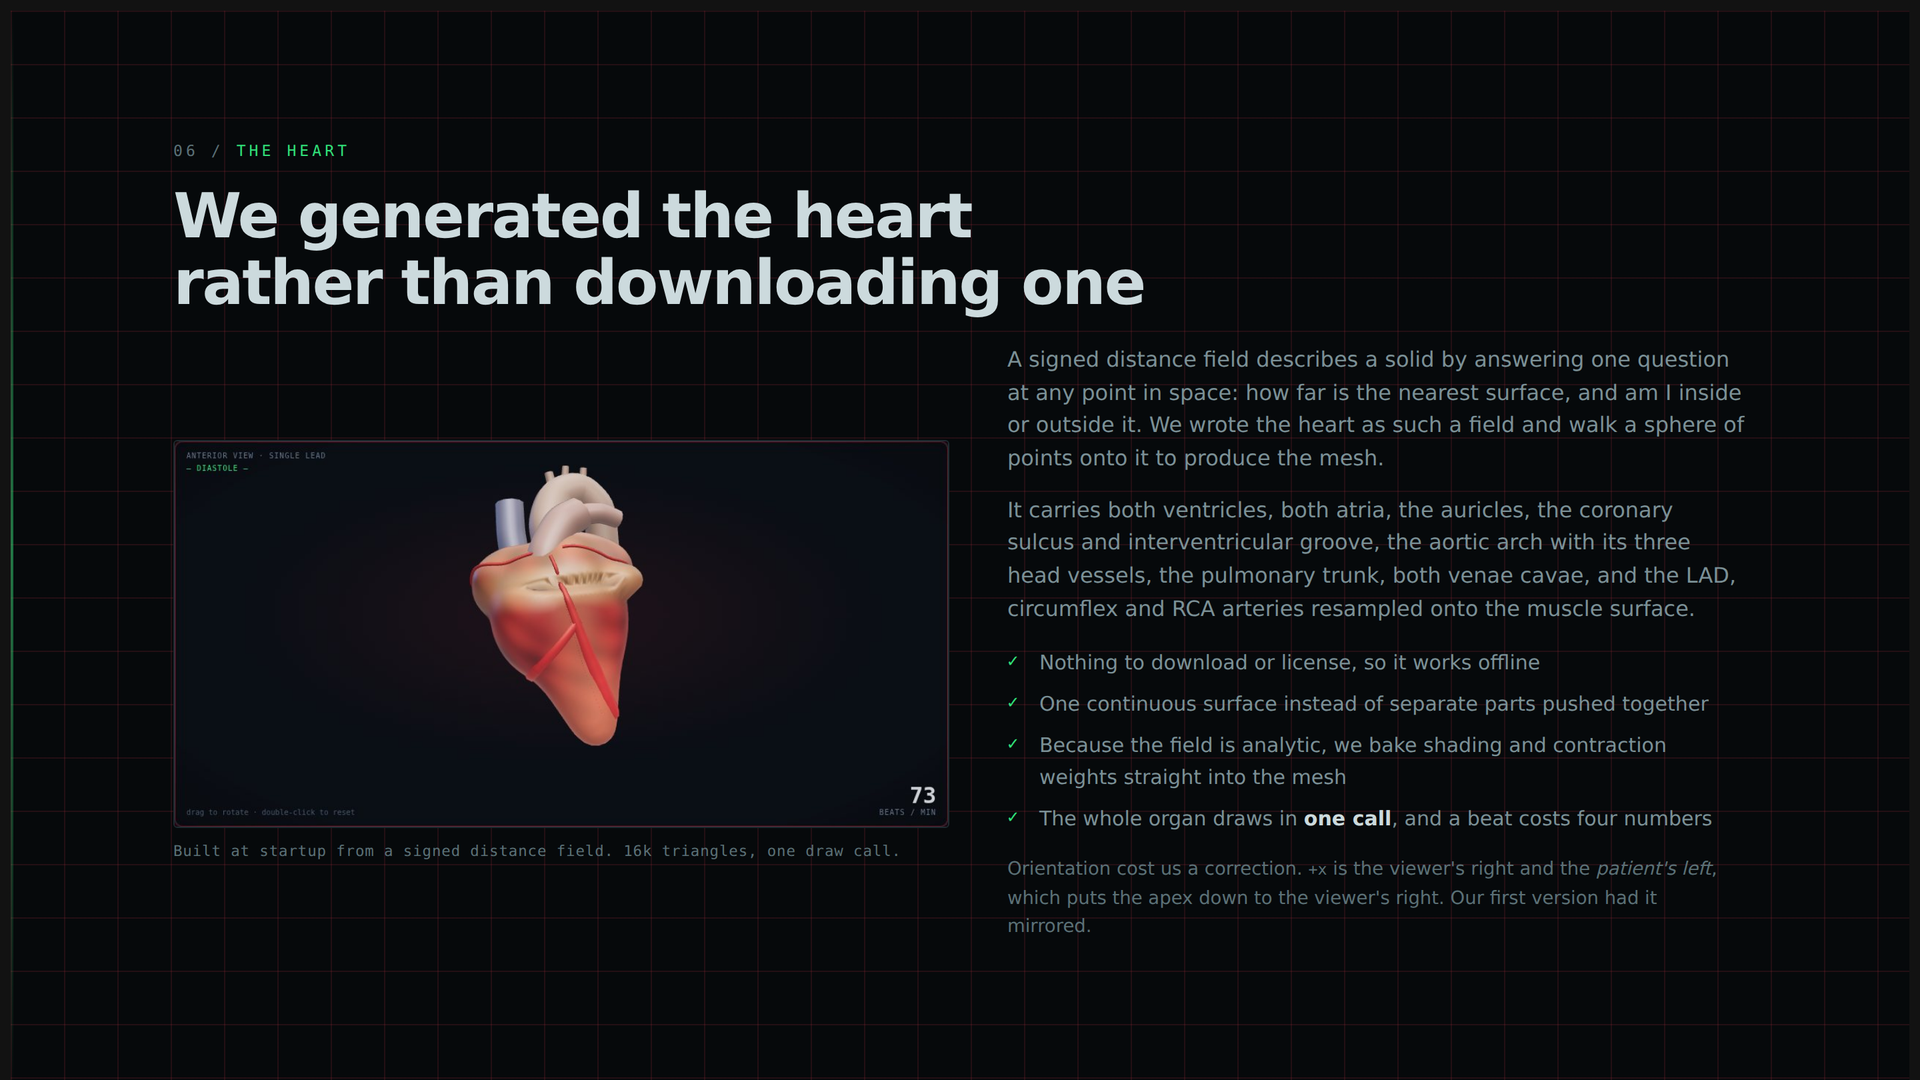 06 / THE HEART
We generated the heart
rather than downloading one
ANTERIOR VIEW · SINGLE LEAD
— DIASTOLE —
73
BEATS / MIN
drag to rotate · double-click to reset
Built at startup from a signed distance field. 16k triangles, one draw call.
A signed distance field describes a solid by answering one question
at any point in space: how far is the nearest surface, and am I inside
or outside it. We wrote the heart as such a field and walk a sphere of
points onto it to produce the mesh.
It carries both ventricles, both atria, the auricles, the coronary
sulcus and interventricular groove, the aortic arch with its three
head vessels, the pulmonary trunk, both venae cavae, and the LAD,
circumflex and RCA arteries resampled onto the muscle surface.
✓ Nothing to download or license, so it works offline
✓ One continuous surface instead of separate parts pushed together
✓ Because the field is analytic, we bake shading and contraction
weights straight into the mesh
✓ The whole organ draws in one call, and a beat costs four numbers
Orientation cost us a correction. +x is the viewer's right and the patient's left,
which puts the apex down to the viewer's right. Our first version had it
mirrored.